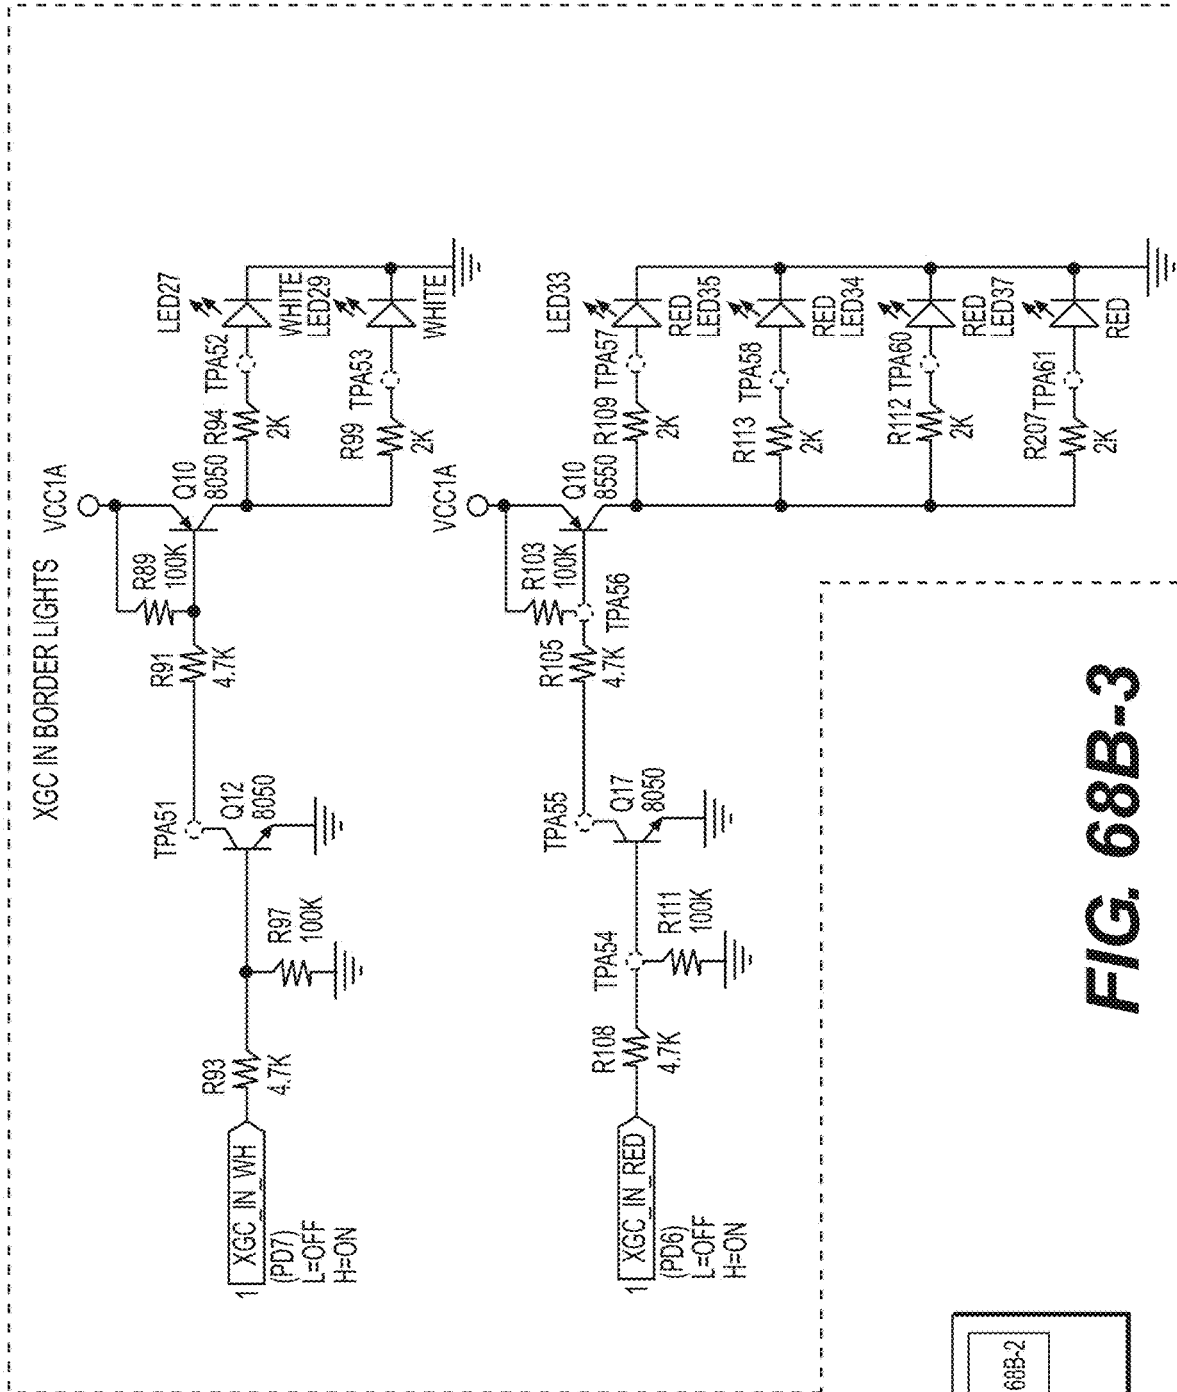 XGC IN BORDER LIGHTS
1
XGC_IN_WH
(PD7)
L=OFF
H=ON
R93
4.7K
R97
100K
TPA51
Q12
8050
R91
4.7K
R89
100K
VCC1A
Q10
8050
R94
2K
TPA52
LED27
WHITE
R99
2K
TPA53
LED29
WHITE
1
XGC_IN_RED
(PD6)
L=OFF
H=ON
R108
4.7K
TPA54
R111
100K
TPA55
Q17
8050
R105
4.7K
TPA56
R103
100K
VCC1A
Q10
8550
R109
2K
TPA57
LED33
RED
R113
2K
TPA58
LED35
RED
R112
2K
TPA60
LED34
RED
R207
2K
TPA61
LED37
RED
68B-2
FIG. 68B-3